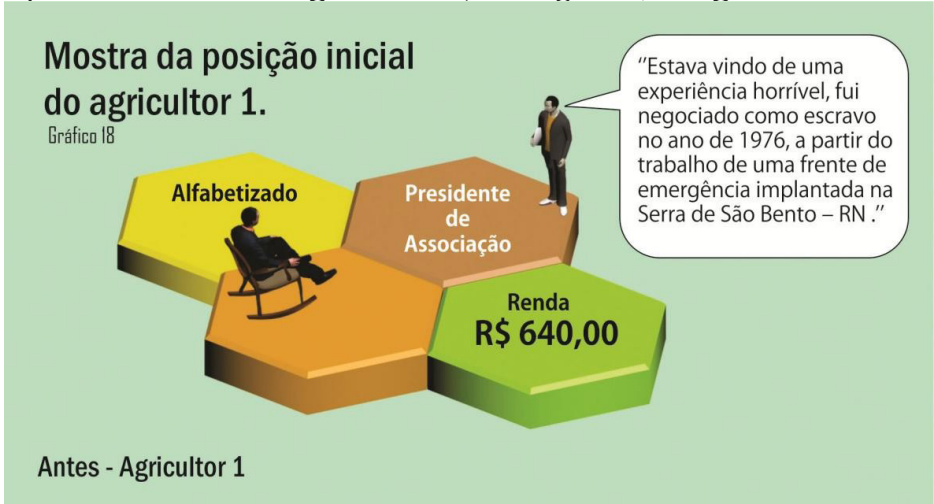 Mostra da posição inicial
do agricultor 1.
Gráfico 18
"Estava vindo de uma
experiência horrível, fui
negociado como escravo
no ano de 1976, a partir do
trabalho de uma frente de
emergência implantada na
Serra de São Bento – RN ."
Alfabetizado
Presidente
de
Associação
Renda
R$ 640,00
Antes - Agricultor 1